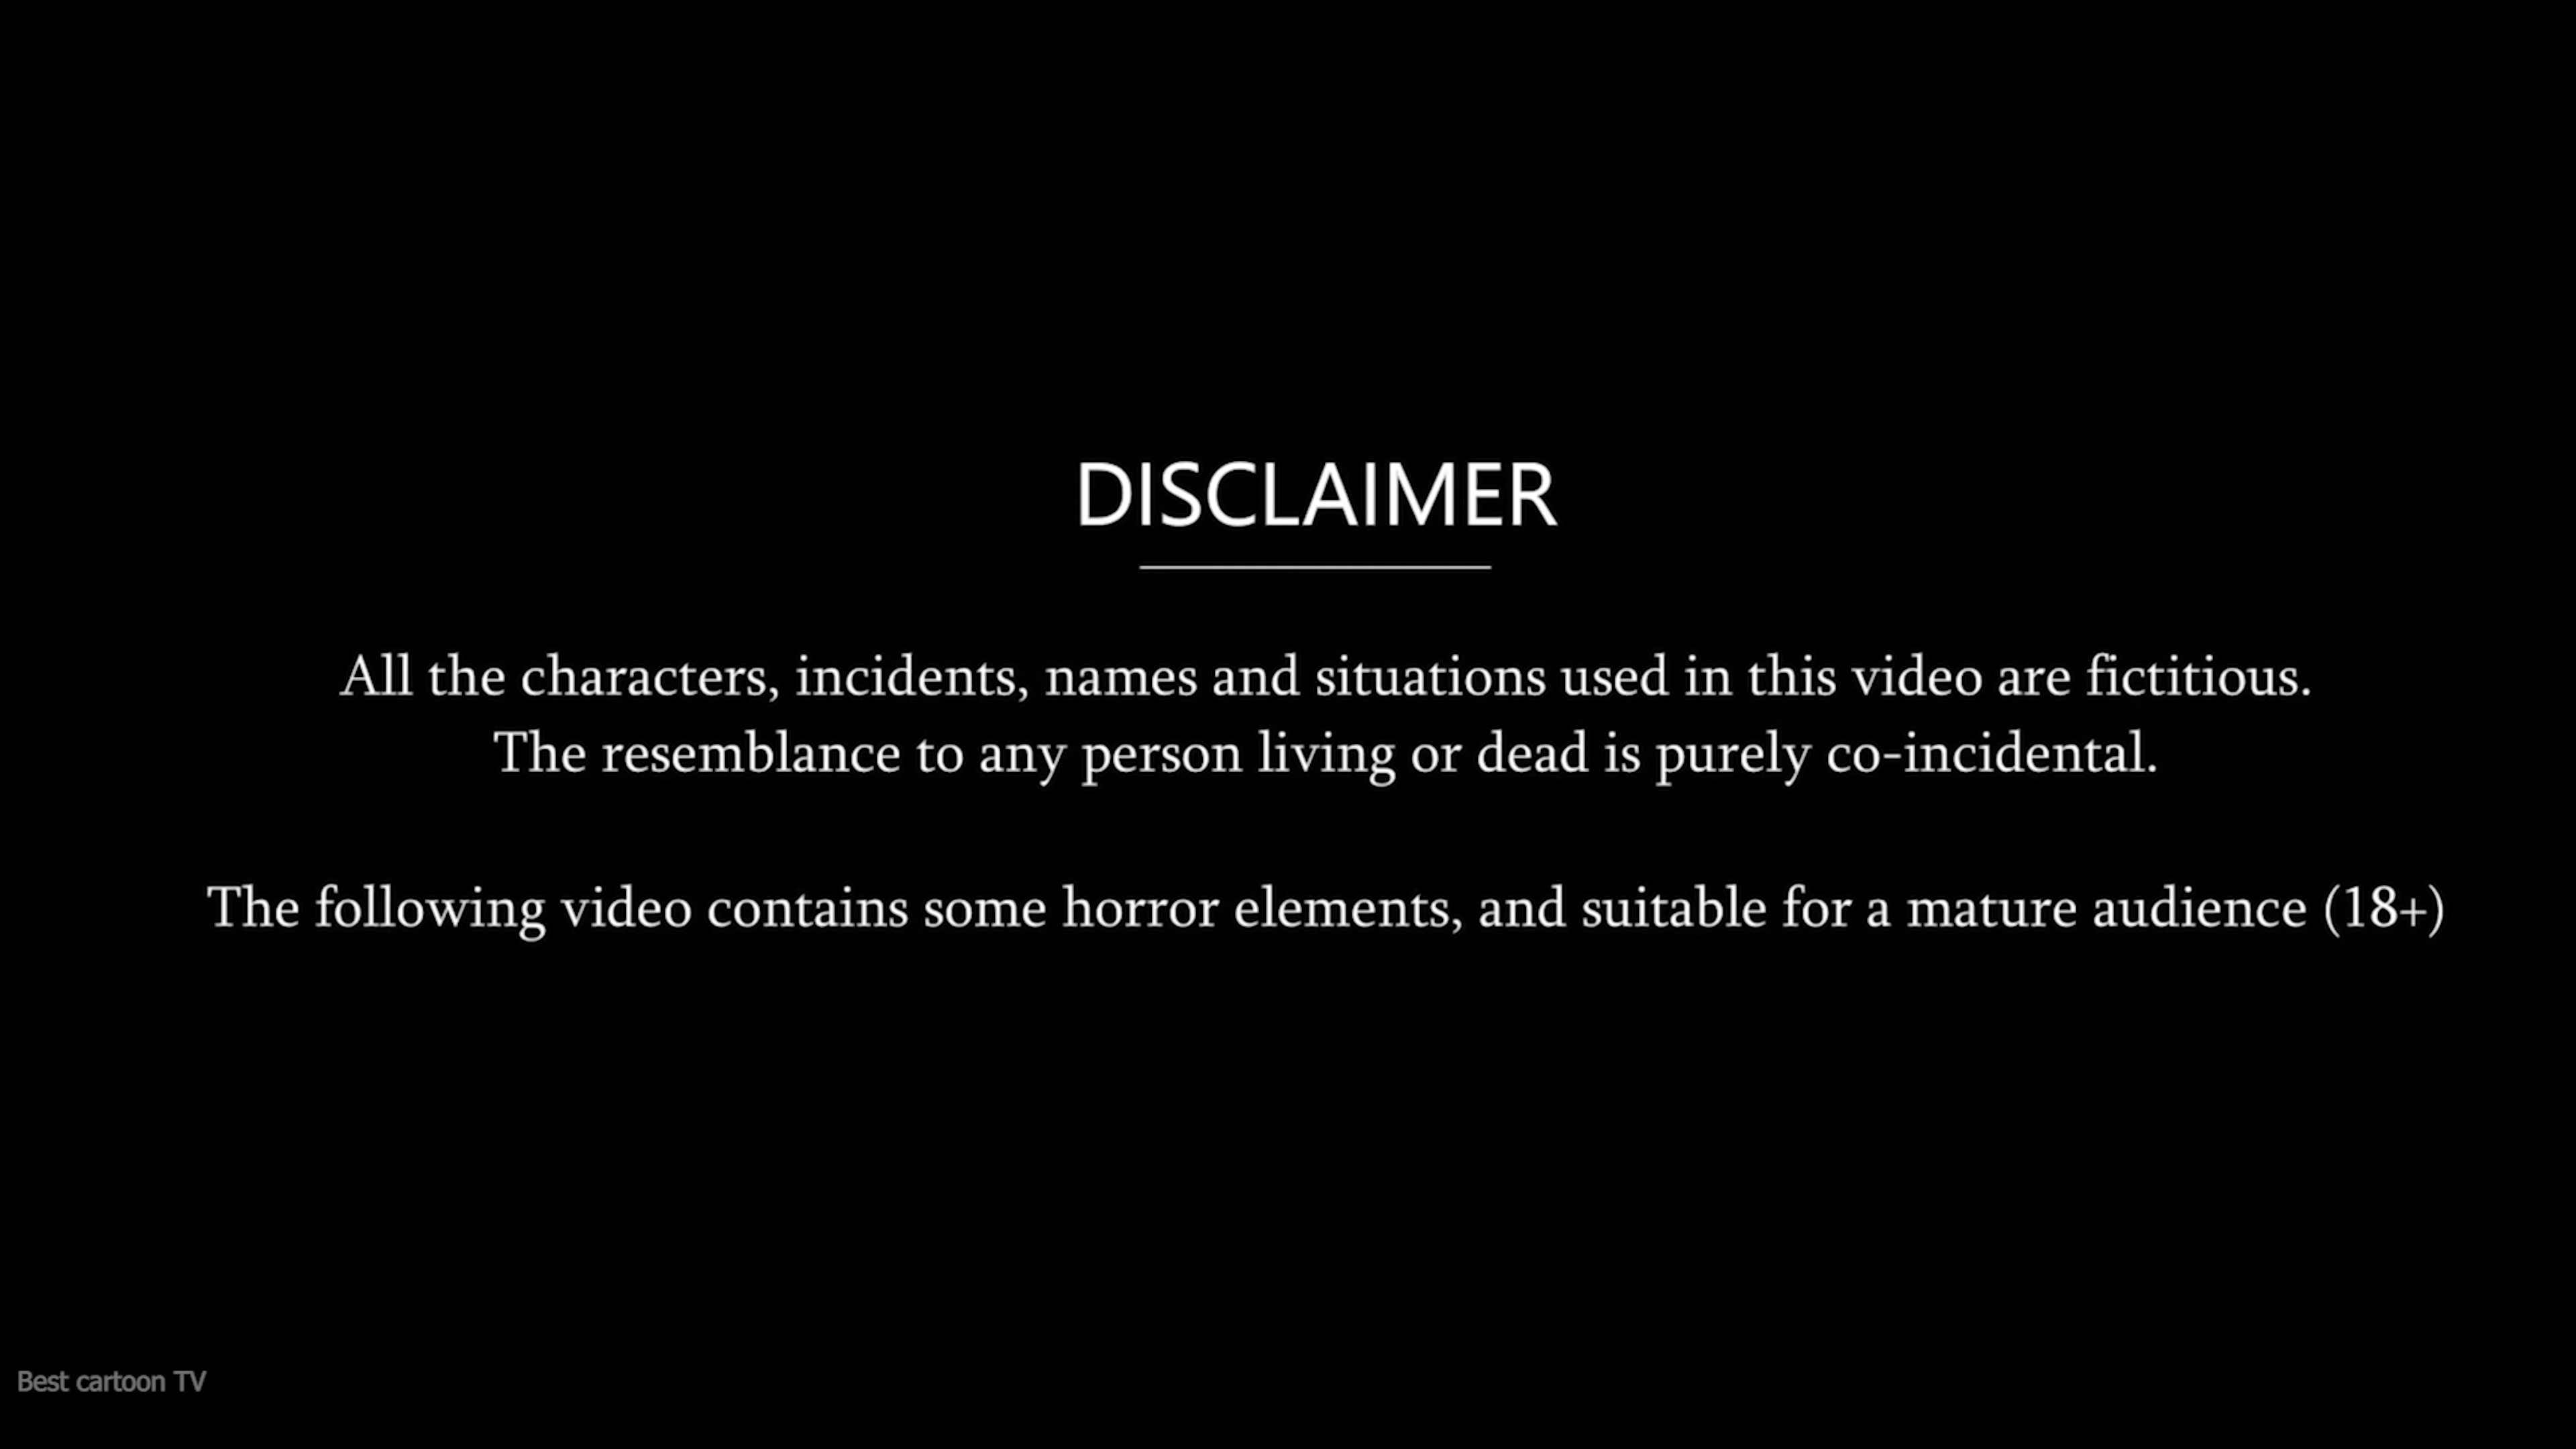 DISCLAIMER
All the characters, incidents, names and situations used in this video are fictitious.
The resemblance to any person living or dead is purely co-incidental.
The following video contains some horror elements, and suitable for a mature audience (18+)
Best cartoon TV